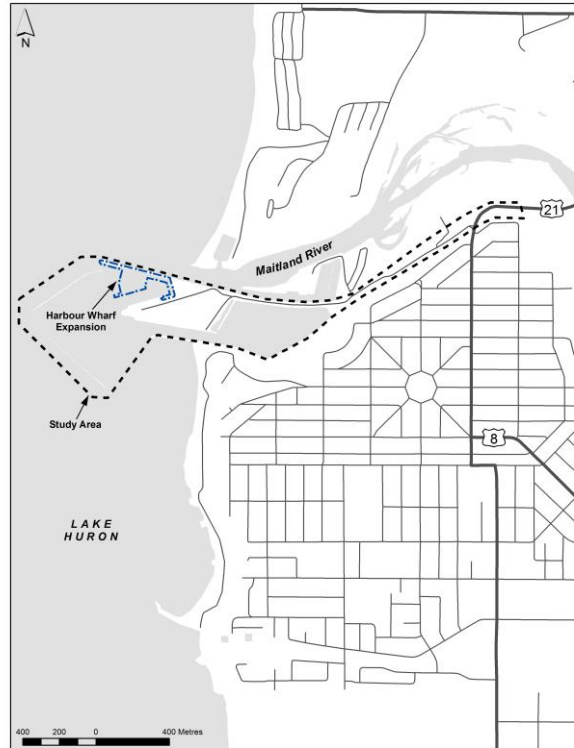 N
21
Maitland River
Harbour Wharf
Expansion
Study Area
8
LAKE
HURON
400 200 0 400 Metres